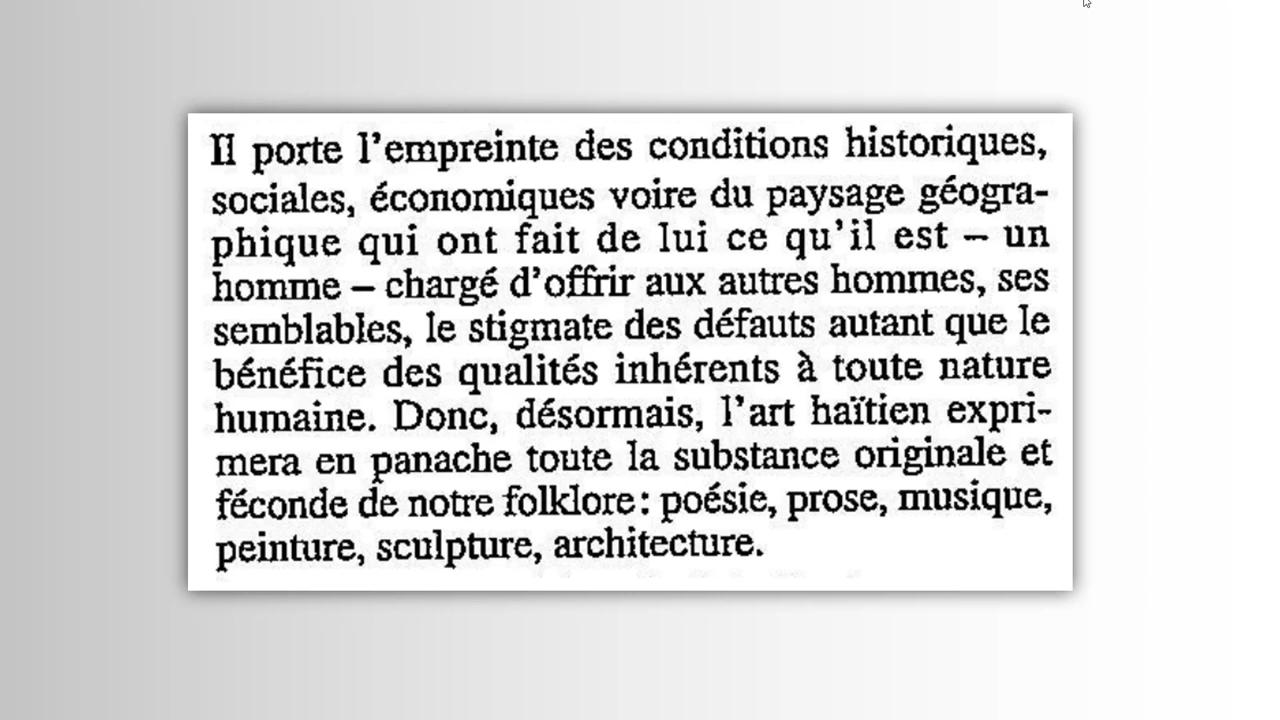 Il porte l'empreinte des conditions historiques,
sociales, économiques voire du paysage géogra-
phique qui ont fait de lui ce qu'il est – un
homme – chargé d'offrir aux autres hommes, ses
semblables, le stigmate des défauts autant que le
bénéfice des qualités inhérents à toute nature
humaine. Donc, désormais, l'art haïtien expri-
mera en panache toute la substance originale et
féconde de notre folklore : poésie, prose, musique,
peinture, sculpture, architecture.